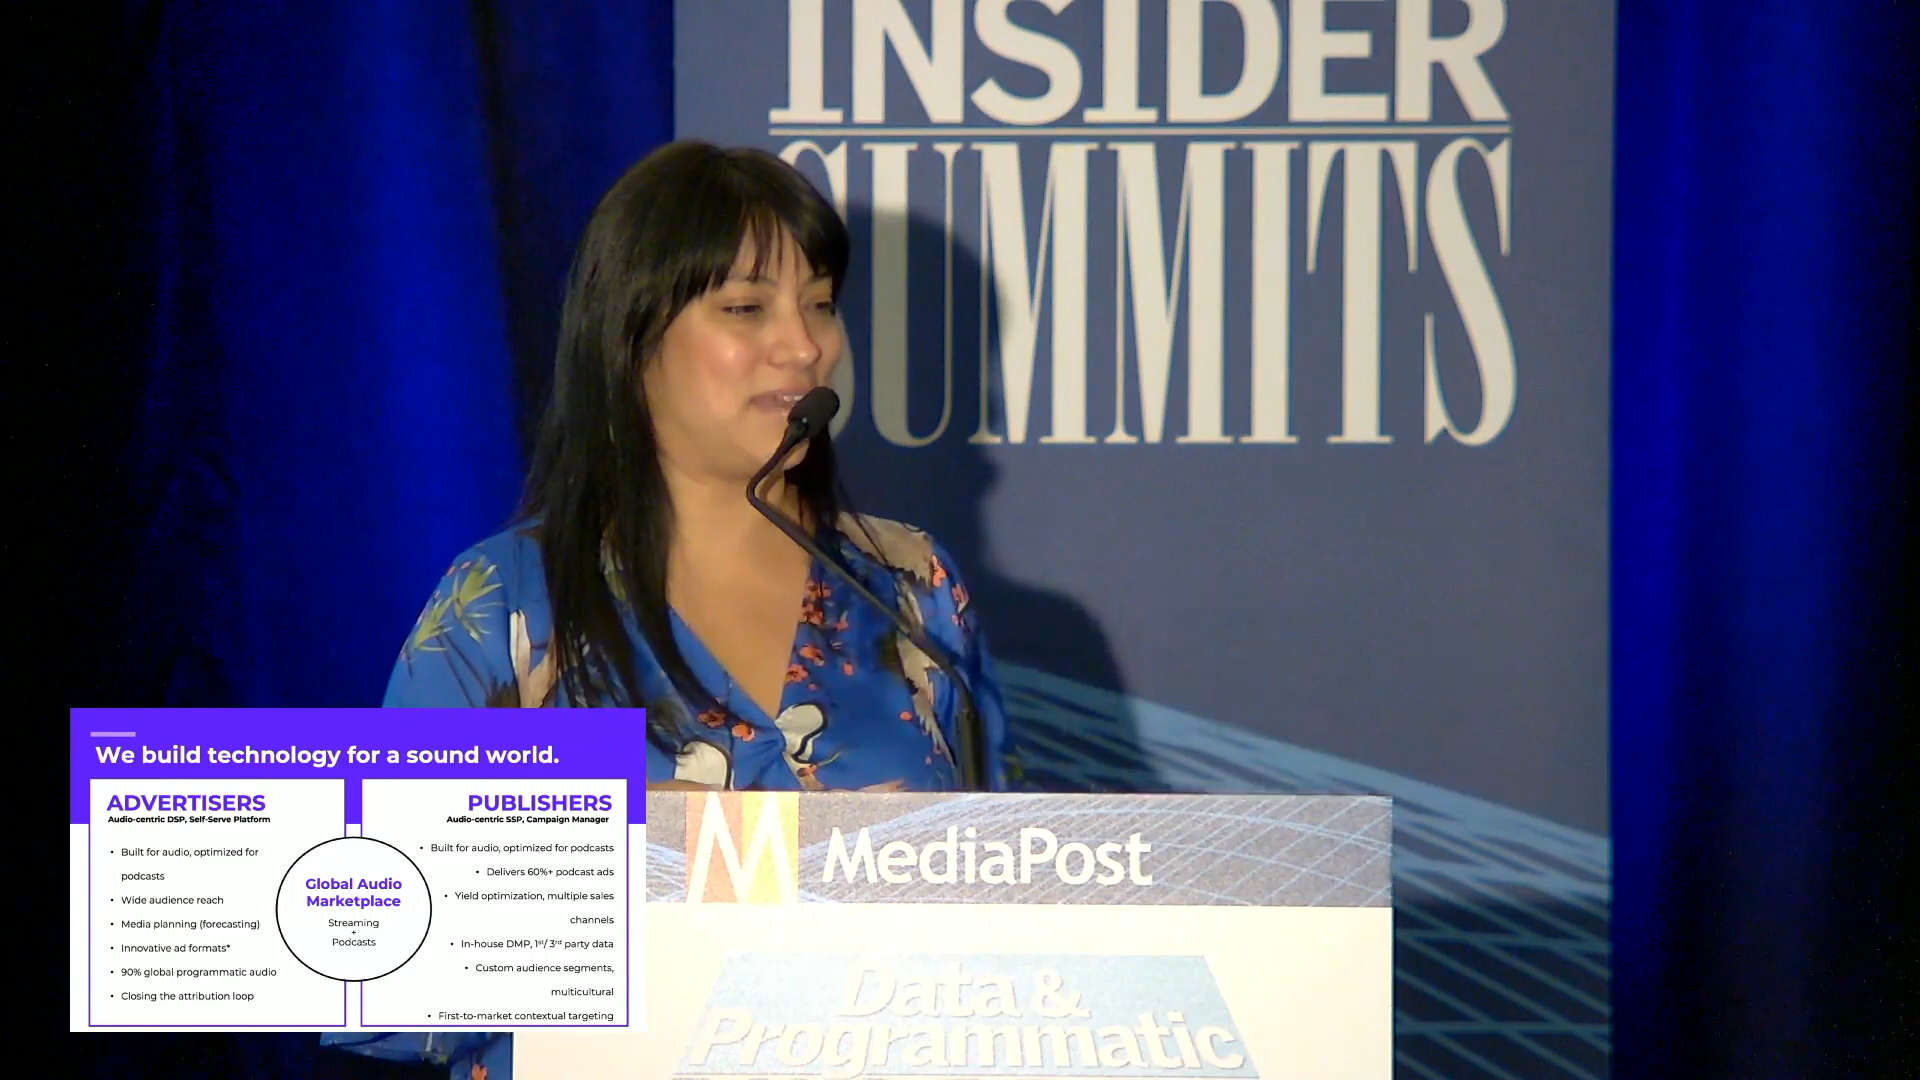 INSIDER
SUMMITS
We build technology for a sound world.
ADVERTISERS
Audio-centric DSP, Self-Serve Platform
• Built for audio, optimized for
podcasts
• Wide audience reach
• Media planning (forecasting)
• Innovative ad formats*
• 90% global programmatic audio
• Closing the attribution loop
Global Audio
Marketplace
Streaming
+
Podcasts
PUBLISHERS
Audio-centric SSP, Campaign Manager
• Built for audio, optimized for podcasts
• Delivers 60%+ podcast ads
• Yield optimization, multiple sales
channels
• In-house DMP, 1st/ 3rd party data
• Custom audience segments,
multicultural
• First-to-market contextual targeting
M MediaPost
Data &
Programmatic